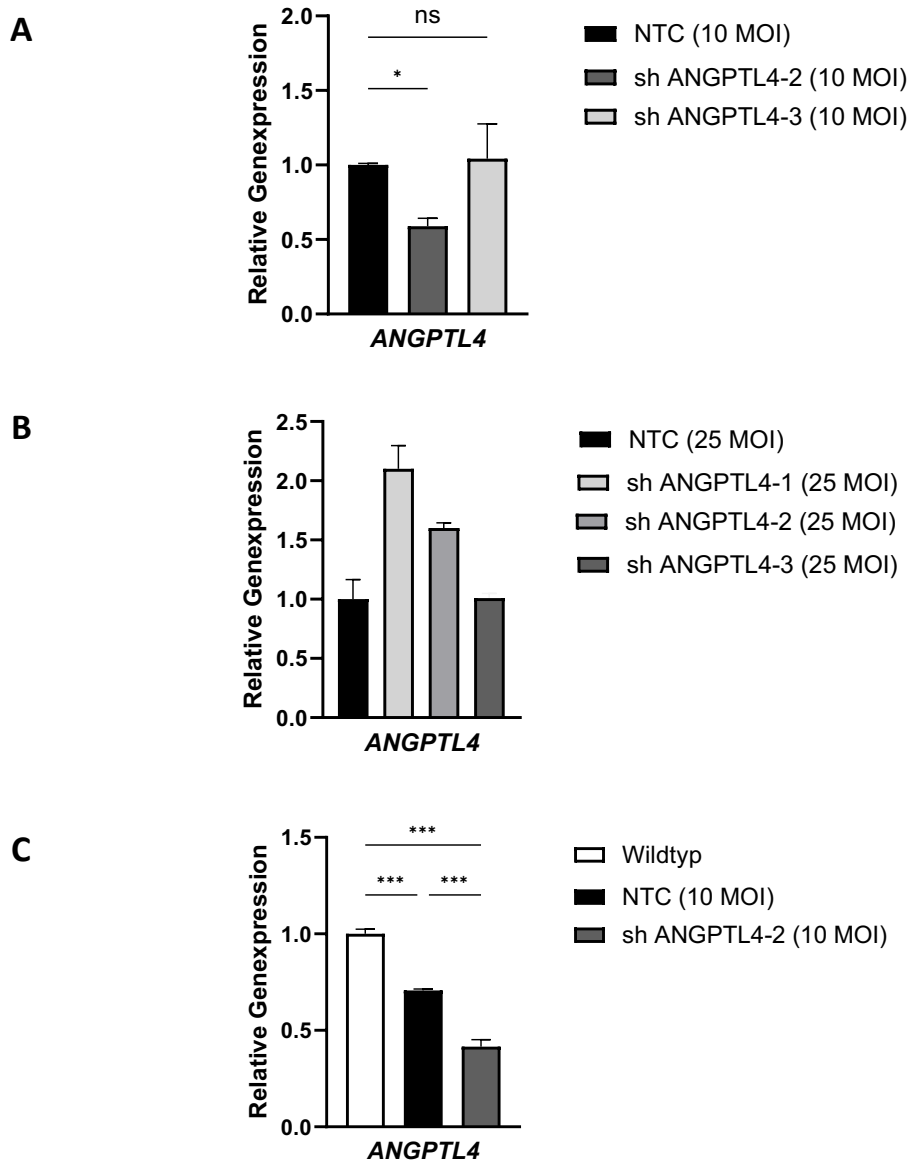 A
Relative Genexpression
2.0
1.5
1.0
0.5
0.0
ns
*
ANGPTL4
NTC (10 MOI)
sh ANGPTL4-2 (10 MOI)
sh ANGPTL4-3 (10 MOI)
B
Relative Genexpression
2.5
2.0
1.5
1.0
0.5
0.0
ANGPTL4
NTC (25 MOI)
sh ANGPTL4-1 (25 MOI)
sh ANGPTL4-2 (25 MOI)
sh ANGPTL4-3 (25 MOI)
C
Relative Genexpression
1.5
1.0
0.5
0.0
***
*** ***
ANGPTL4
Wildtyp
NTC (10 MOI)
sh ANGPTL4-2 (10 MOI)